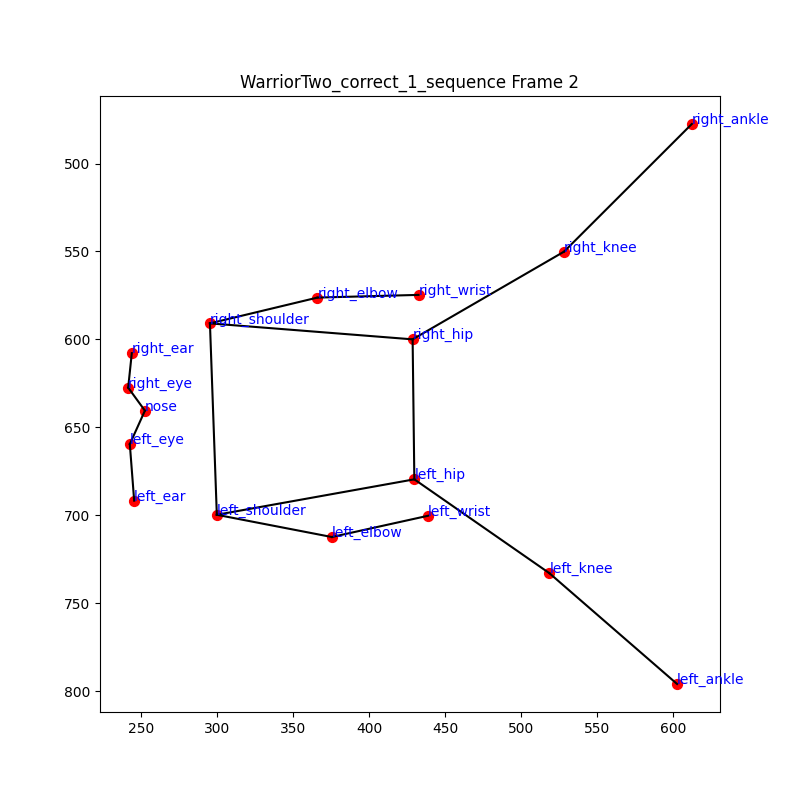 WarriorTwo_correct_1_sequence Frame 2
right_ankle
500
right_knee
550
right_elbow
right_wrist
right_shoulder
600
right_hip
right_ear
right_eye
nose
650
left_eye
left_hip
left_ear
700
left_shoulder
left_wrist
left_elbow
left_knee
750
left_ankle
800
250 300 350 400 450 500 550 600